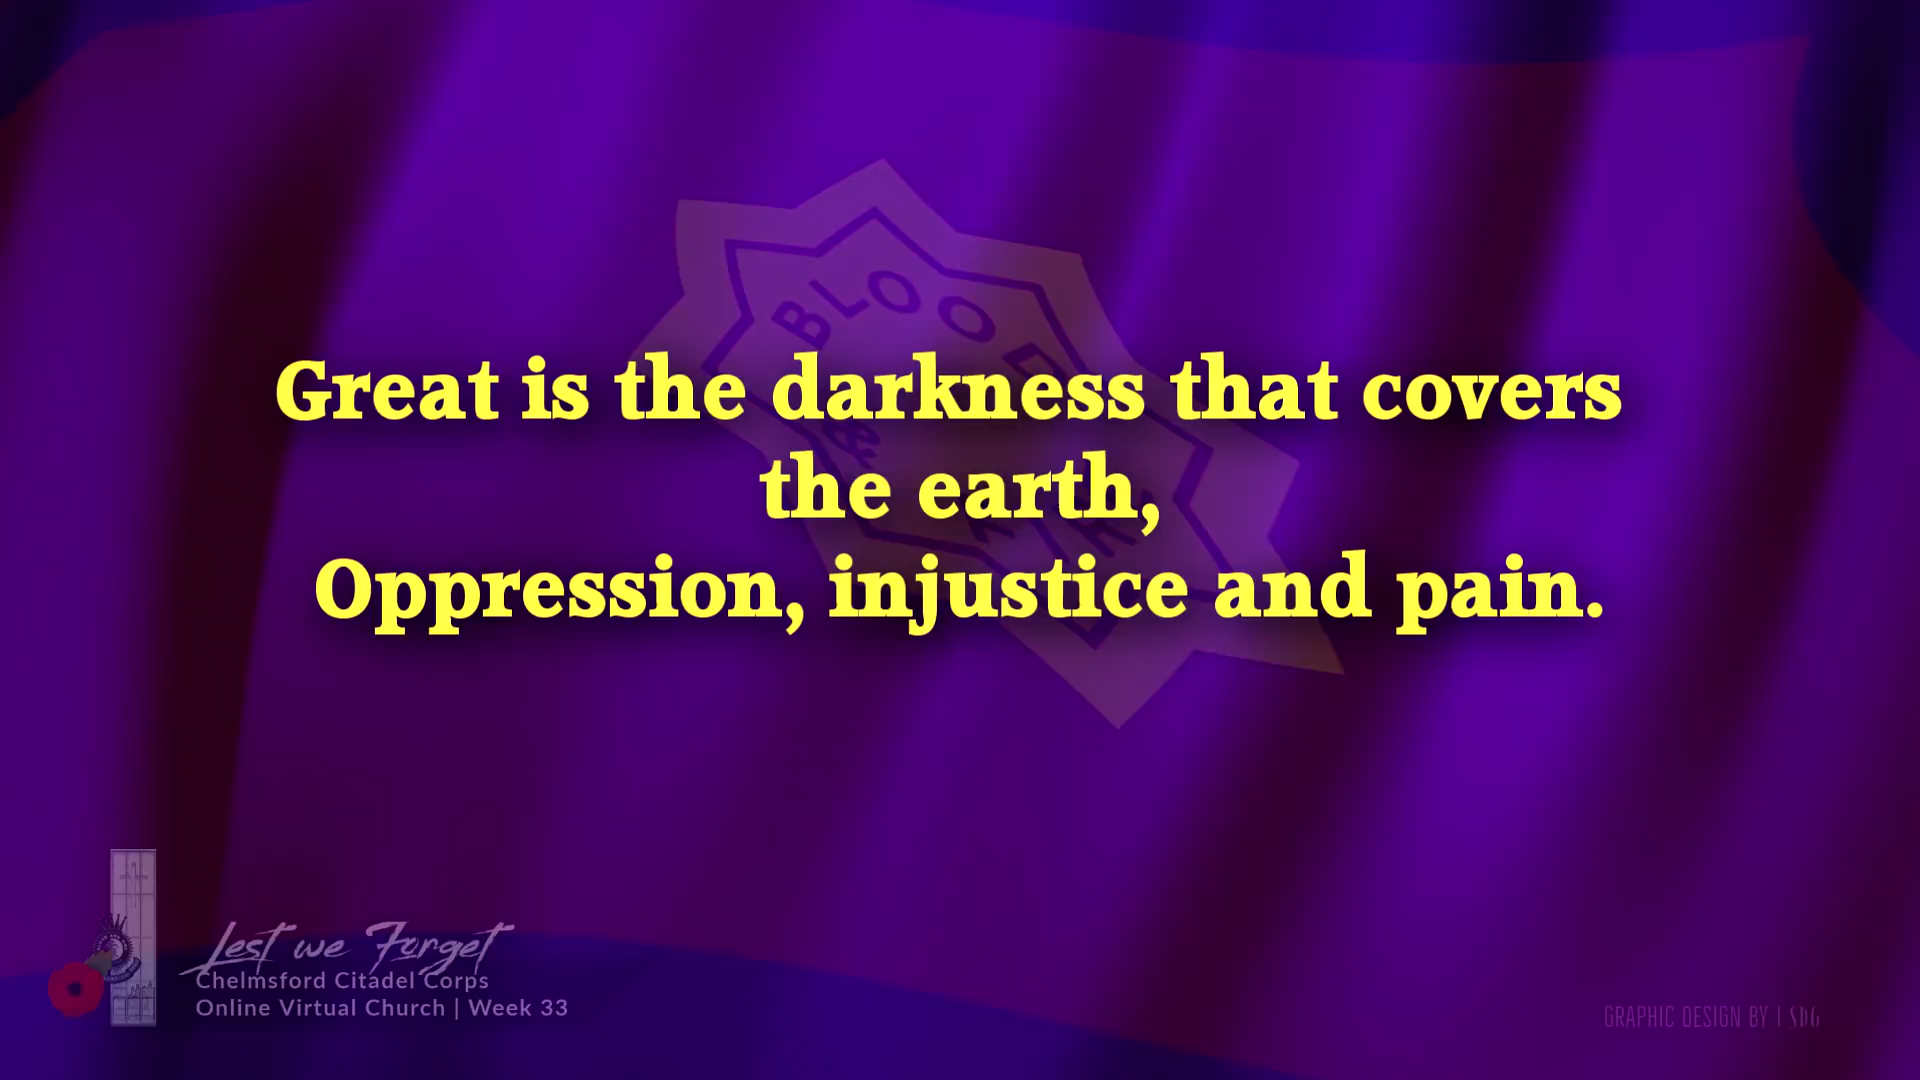 BLOOD
&
Great is the darkness that covers
the earth,
Oppression, injustice and pain.
Lest we Forget
Chelmsford Citadel Corps
Online Virtual Church | Week 33
GRAPHIC DESIGN BY | SDG